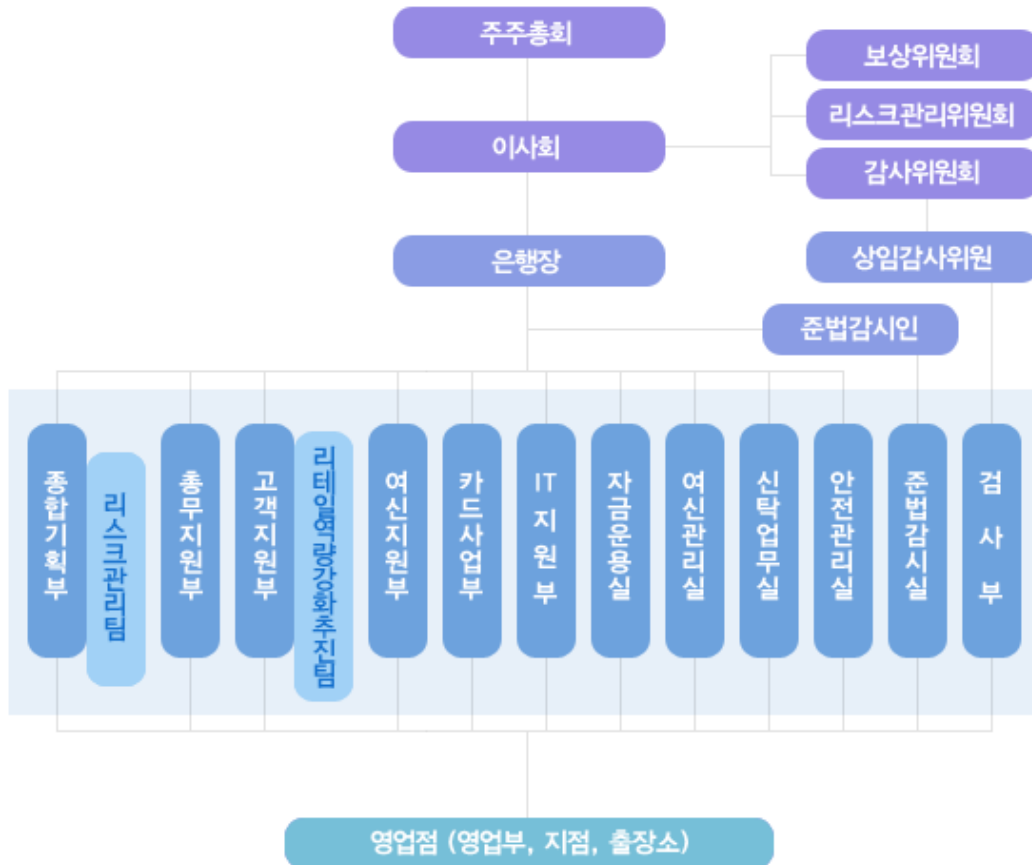 주주총회
보상위원회
리스크관리위원회
이사회
감사위원회
은행장
상임감사위원
준법감시인
종합기획부
리스크관리팀
총무지원부
고객지원부
리테일역량강화추진팀
여신지원부
카드사업부
IT지원부
자금운용실
여신관리실
신탁업무실
안전관리실
준법감시실
검사부
영업점 (영업부, 지점, 출장소)